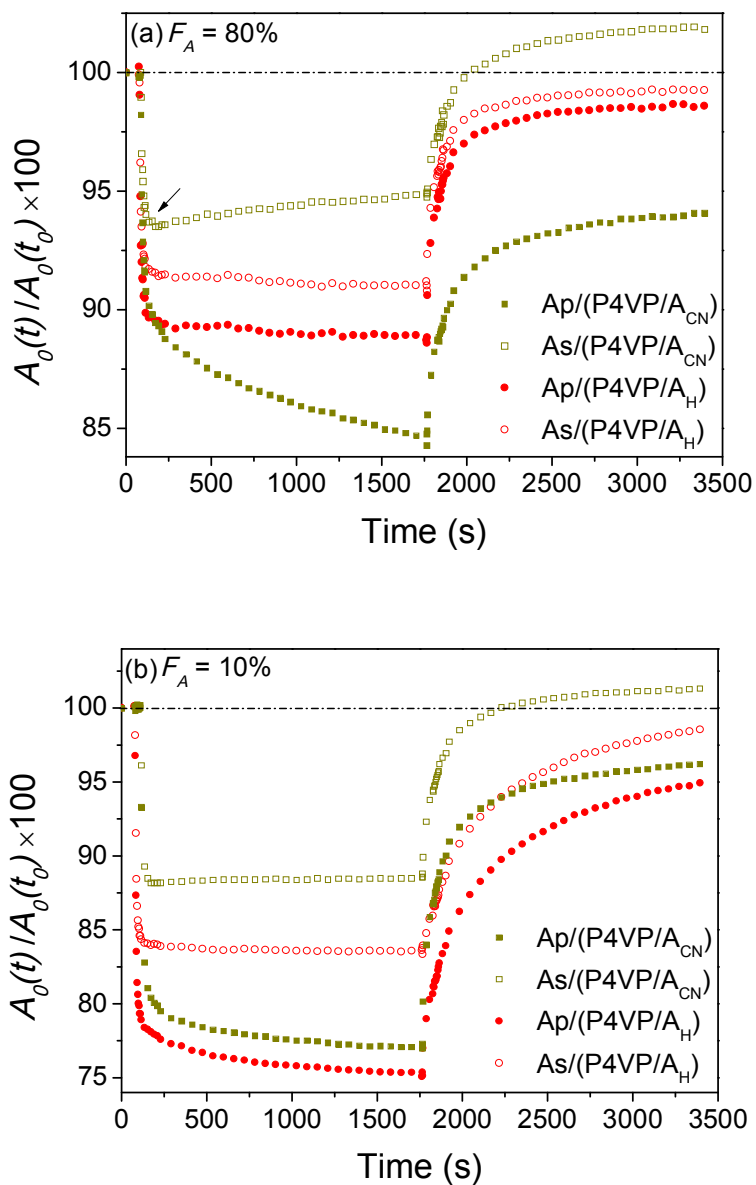 (a) F_A = 80%
100
95
90
85
A_0(t)/A_0(t_0) ×100
Ap/(P4VP/A_CN)
As/(P4VP/A_CN)
Ap/(P4VP/A_H)
As/(P4VP/A_H)
0 500 1000 1500 2000 2500 3000 3500
Time (s)
(b) F_A = 10%
100
95
90
85
80
75
A_0(t)/A_0(t_0) ×100
Ap/(P4VP/A_CN)
As/(P4VP/A_CN)
Ap/(P4VP/A_H)
As/(P4VP/A_H)
0 500 1000 1500 2000 2500 3000 3500
Time (s)